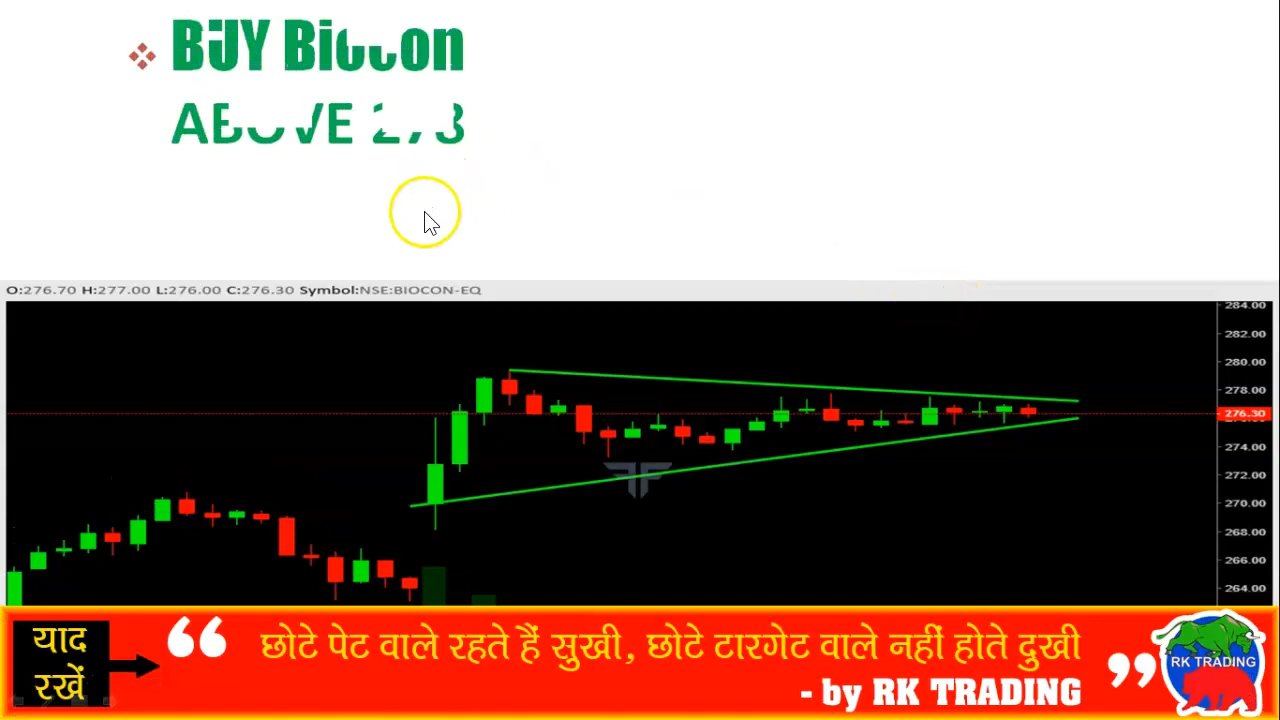 BUY Biocon
ABOVE 278
O:276.70 H:277.00 L:276.00 C:276.30 Symbol:NSE:BIOCON-EQ
284.00
282.00
280.00
278.00
276.30
274.00
272.00
270.00
268.00
266.00
264.00
याद
रखें
“ छोटे पेट वाले रहते हैं सुखी, छोटे टारगेट वाले नहीं होते दुखी ”
- by RK TRADING
RK TRADING